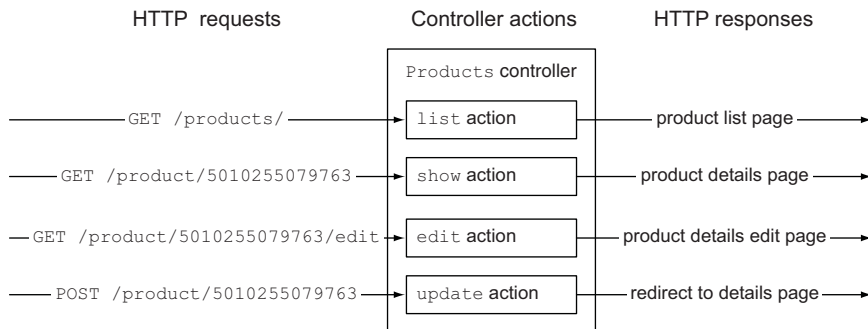 HTTP requests Controller actions HTTP responses
Products controller
GET /products/ list action product list page
GET /product/5010255079763 show action product details page
GET /product/5010255079763/edit edit action product details edit page
POST /product/5010255079763 update action redirect to details page